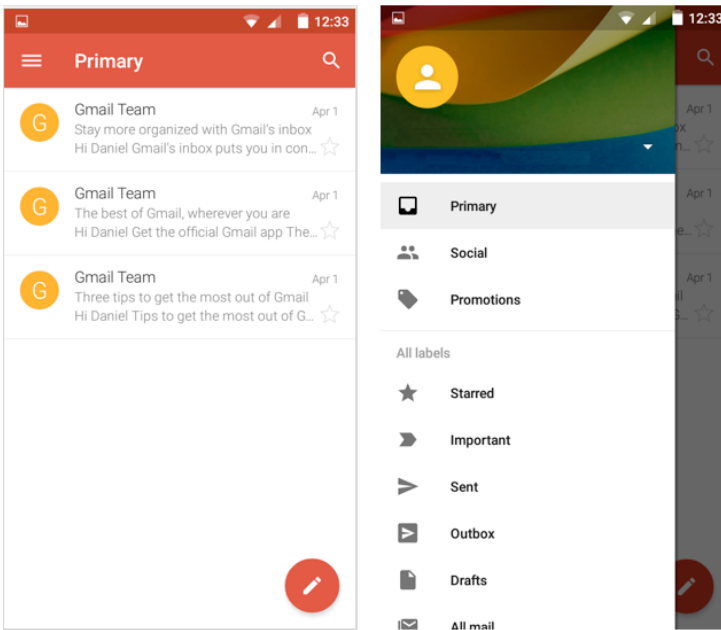 12:33
Primary
G
Gmail Team
Apr 1
Stay more organized with Gmail's inbox
Hi Daniel Gmail's inbox puts you in con...
G
Gmail Team
Apr 1
The best of Gmail, wherever you are
Hi Daniel Get the official Gmail app The...
G
Gmail Team
Apr 1
Three tips to get the most out of Gmail
Hi Daniel Tips to get the most out of G...
12:33
Primary
Social
Promotions
All labels
Starred
Important
Sent
Outbox
Drafts
All mail
Apr 1
Apr 1
Apr 1